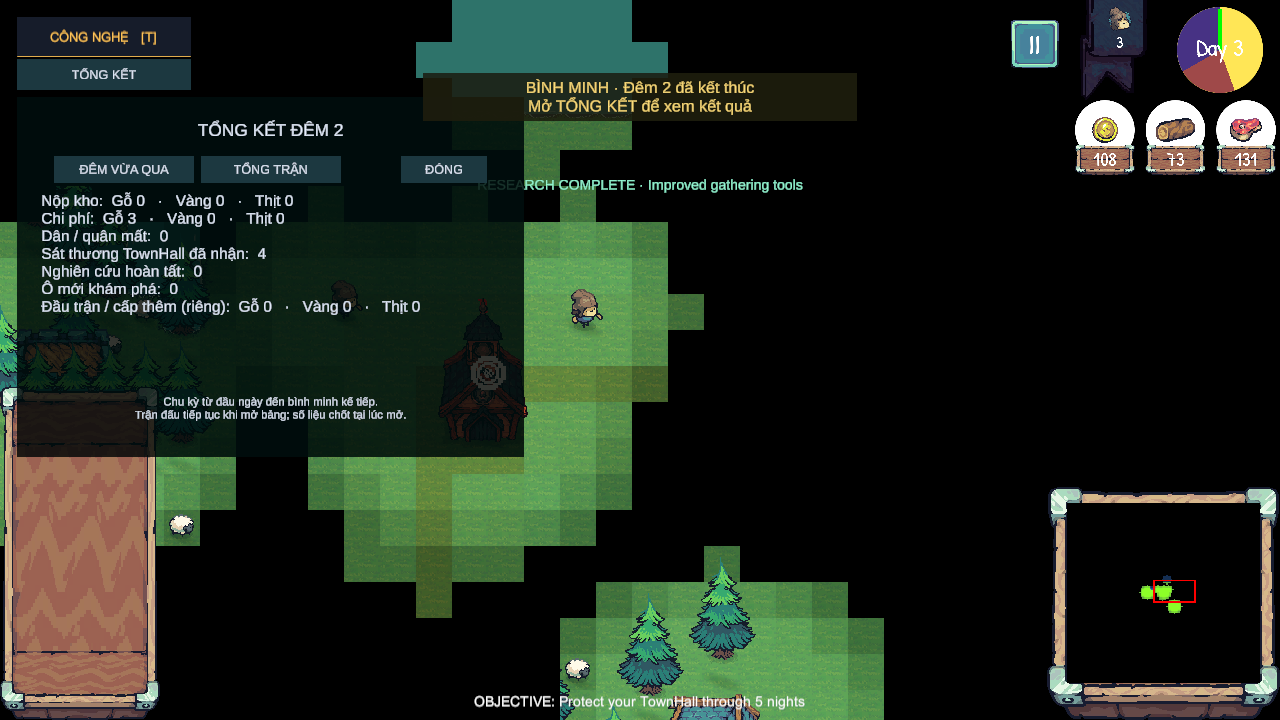 CÔNG NGHỆ [T]
TỔNG KẾT
3
Day 3
BÌNH MINH · Đêm 2 đã kết thúc
Mở TỔNG KẾT để xem kết quả
108
73
131
TỔNG KẾT ĐÊM 2
ĐÊM VỪA QUA
TỔNG TRẬN
ĐÓNG
RESEARCH COMPLETE · Improved gathering tools
Nộp kho: Gỗ 0 · Vàng 0 · Thịt 0
Chi phí: Gỗ 3 · Vàng 0 · Thịt 0
Dân / quân mất: 0
Sát thương TownHall đã nhận: 4
Nghiên cứu hoàn tất: 0
Ô mới khám phá: 0
Đầu trận / cấp thêm (riêng): Gỗ 0 · Vàng 0 · Thịt 0
Chu kỳ từ đầu ngày đến bình minh kế tiếp.
Trận đấu tiếp tục khi mở bảng; số liệu chốt tại lúc mở.
OBJECTIVE: Protect your TownHall through 5 nights